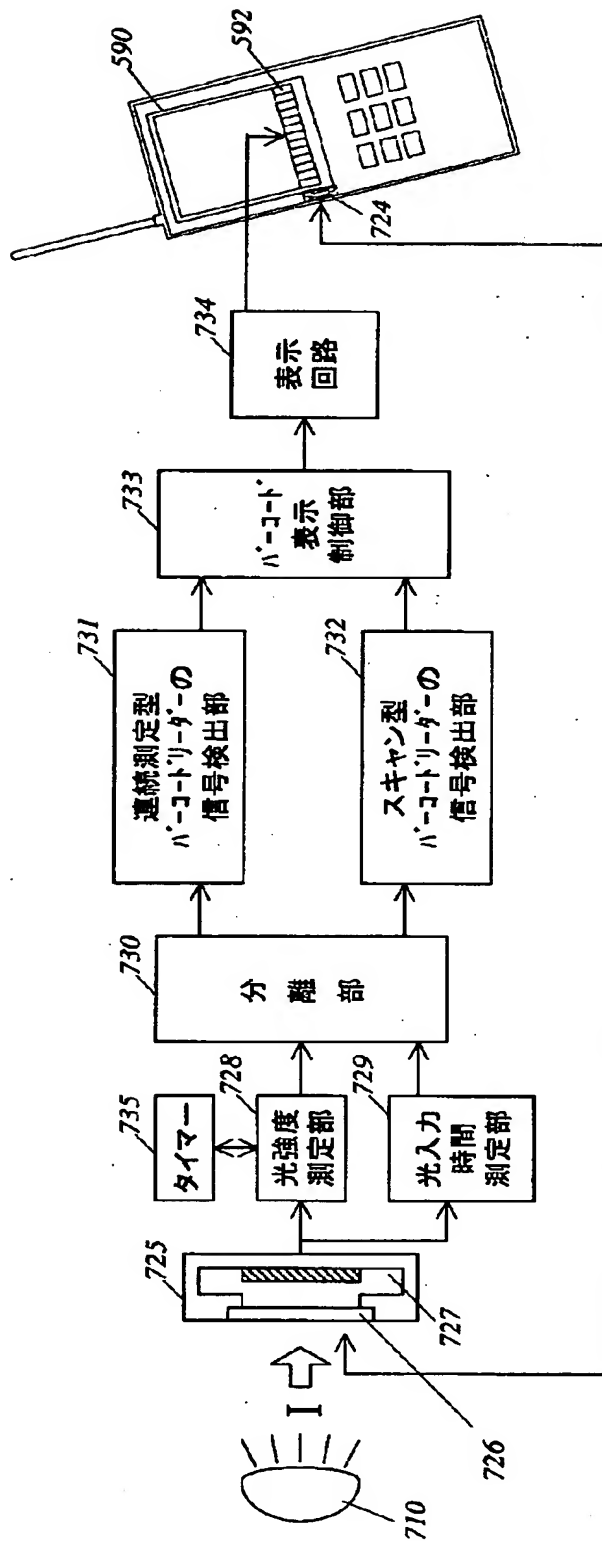 590
592
724
734
表示
回路
733
バーコード
表示
制御部
731
連続測定型
バーコードリーダーの
信号検出部
732
スキャン型
バーコードリーダーの
信号検出部
730
分離部
735
タイマー
728
光強度
測定部
729
光入力
時間
測定部
725
727
726
I
710